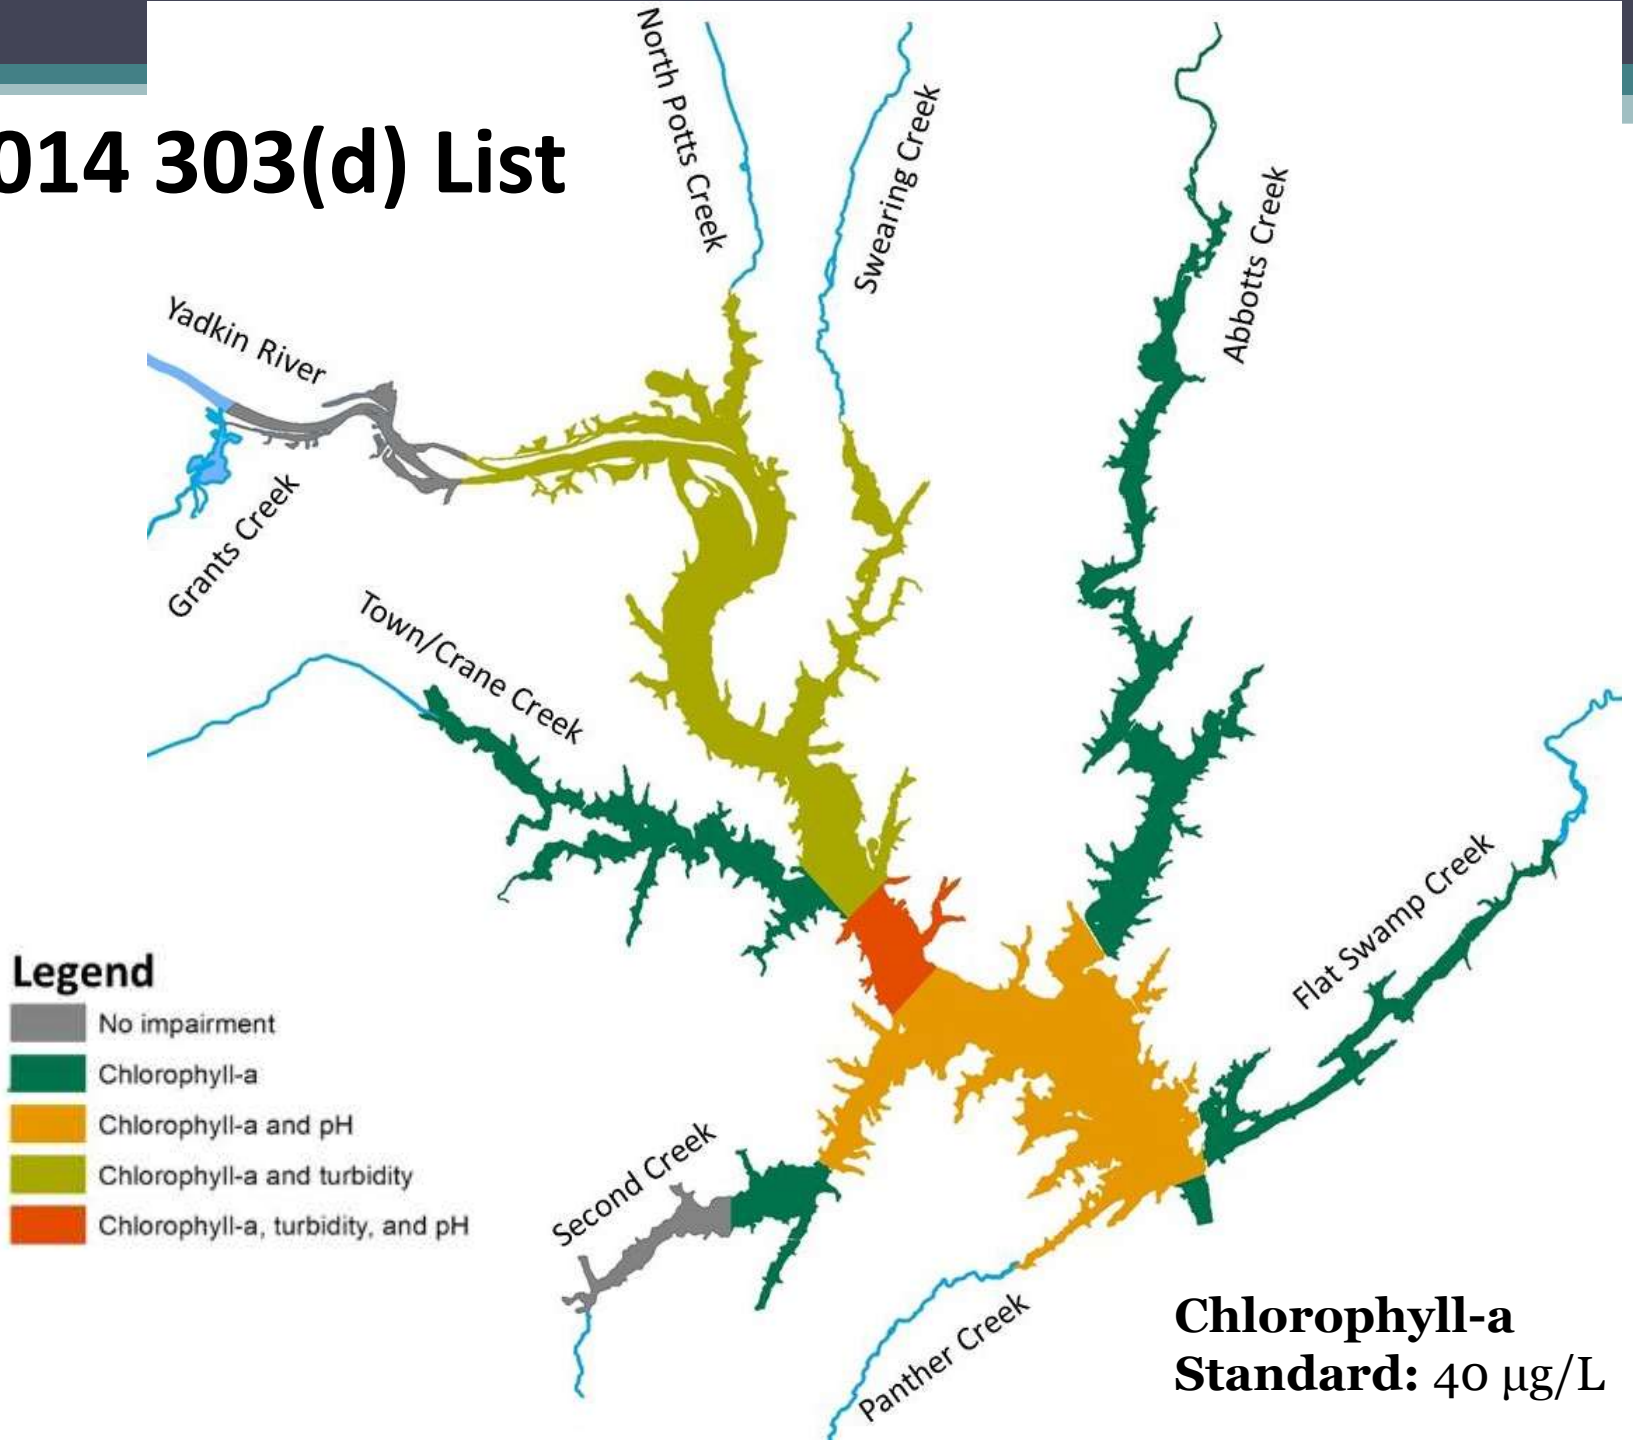 014 303(d) List
North Potts Creek
Swearing Creek
Abbotts Creek
Yadkin River
Grants Creek
Town/Crane Creek
Flat Swamp Creek
Legend
No impairment
Chlorophyll-a
Chlorophyll-a and pH
Chlorophyll-a and turbidity
Chlorophyll-a, turbidity, and pH
Second Creek
Panther Creek
Chlorophyll-a
Standard: 40 µg/L